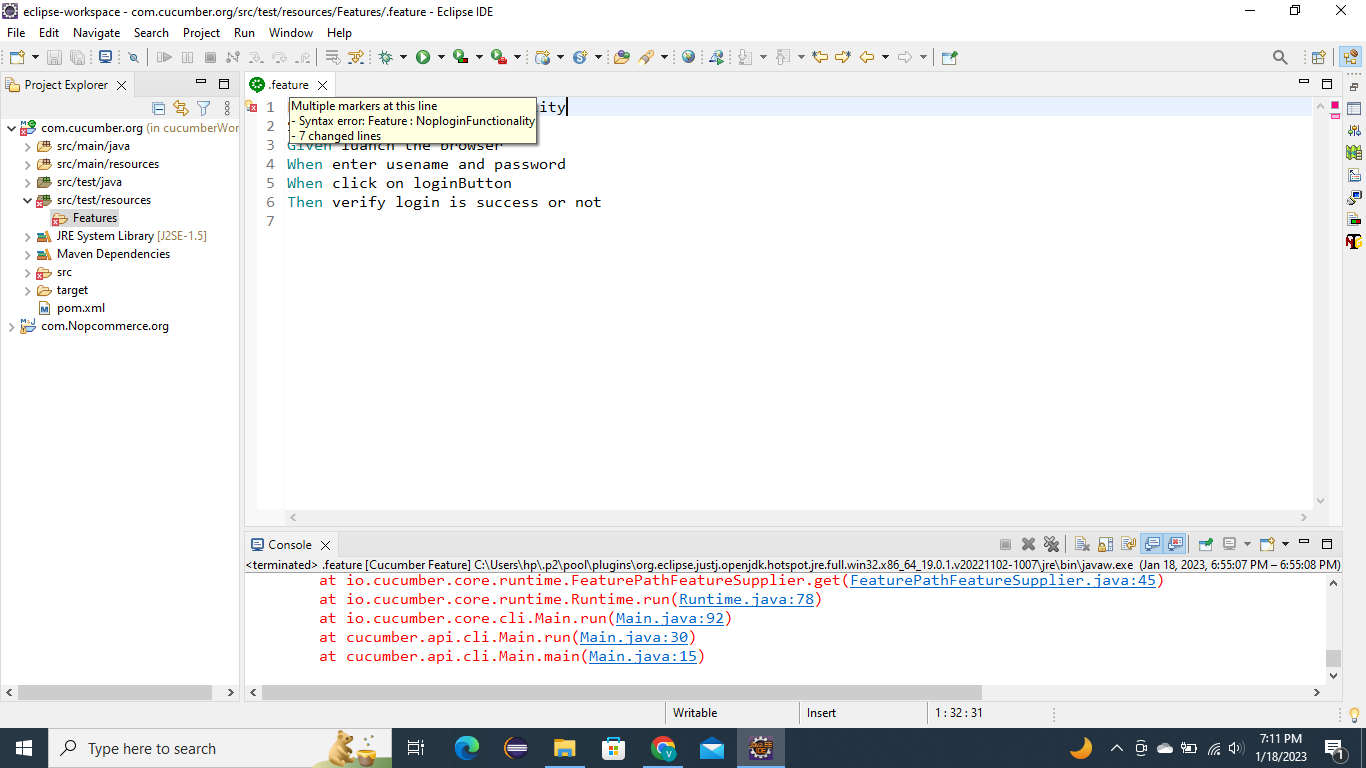 eclipse-workspace - com.cucumber.org/src/test/resources/Features/.feature - Eclipse IDE
File Edit Navigate Search Project Run Window Help
Project Explorer
com.cucumber.org (in cucumberWor
src/main/java
src/main/resources
src/test/java
src/test/resources
Features
JRE System Library [J2SE-1.5]
Maven Dependencies
src
target
pom.xml
com.Nopcommerce.org
.feature
1 ity
Multiple markers at this line
- Syntax error: Feature : NoploginFunctionality
- 7 changed lines
2
3 Given luanch the browser
4 When enter usename and password
5 When click on loginButton
6 Then verify login is success or not
7
Console
<terminated> .feature [Cucumber Feature] C:\Users\hp\.p2\pool\plugins\org.eclipse.justj.openjdk.hotspot.jre.full.win32.x86_64_19.0.1.v20221102-1007\jre\bin\javaw.exe (Jan 18, 2023, 6:55:07 PM – 6:55:08 PM)
at io.cucumber.core.runtime.FeaturePathFeatureSupplier.get(FeaturePathFeatureSupplier.java:45)
at io.cucumber.core.runtime.Runtime.run(Runtime.java:78)
at io.cucumber.core.cli.Main.run(Main.java:92)
at cucumber.api.cli.Main.run(Main.java:30)
at cucumber.api.cli.Main.main(Main.java:15)
Writable Insert 1 : 32 : 31
Type here to search
7:11 PM
1/18/2023
1